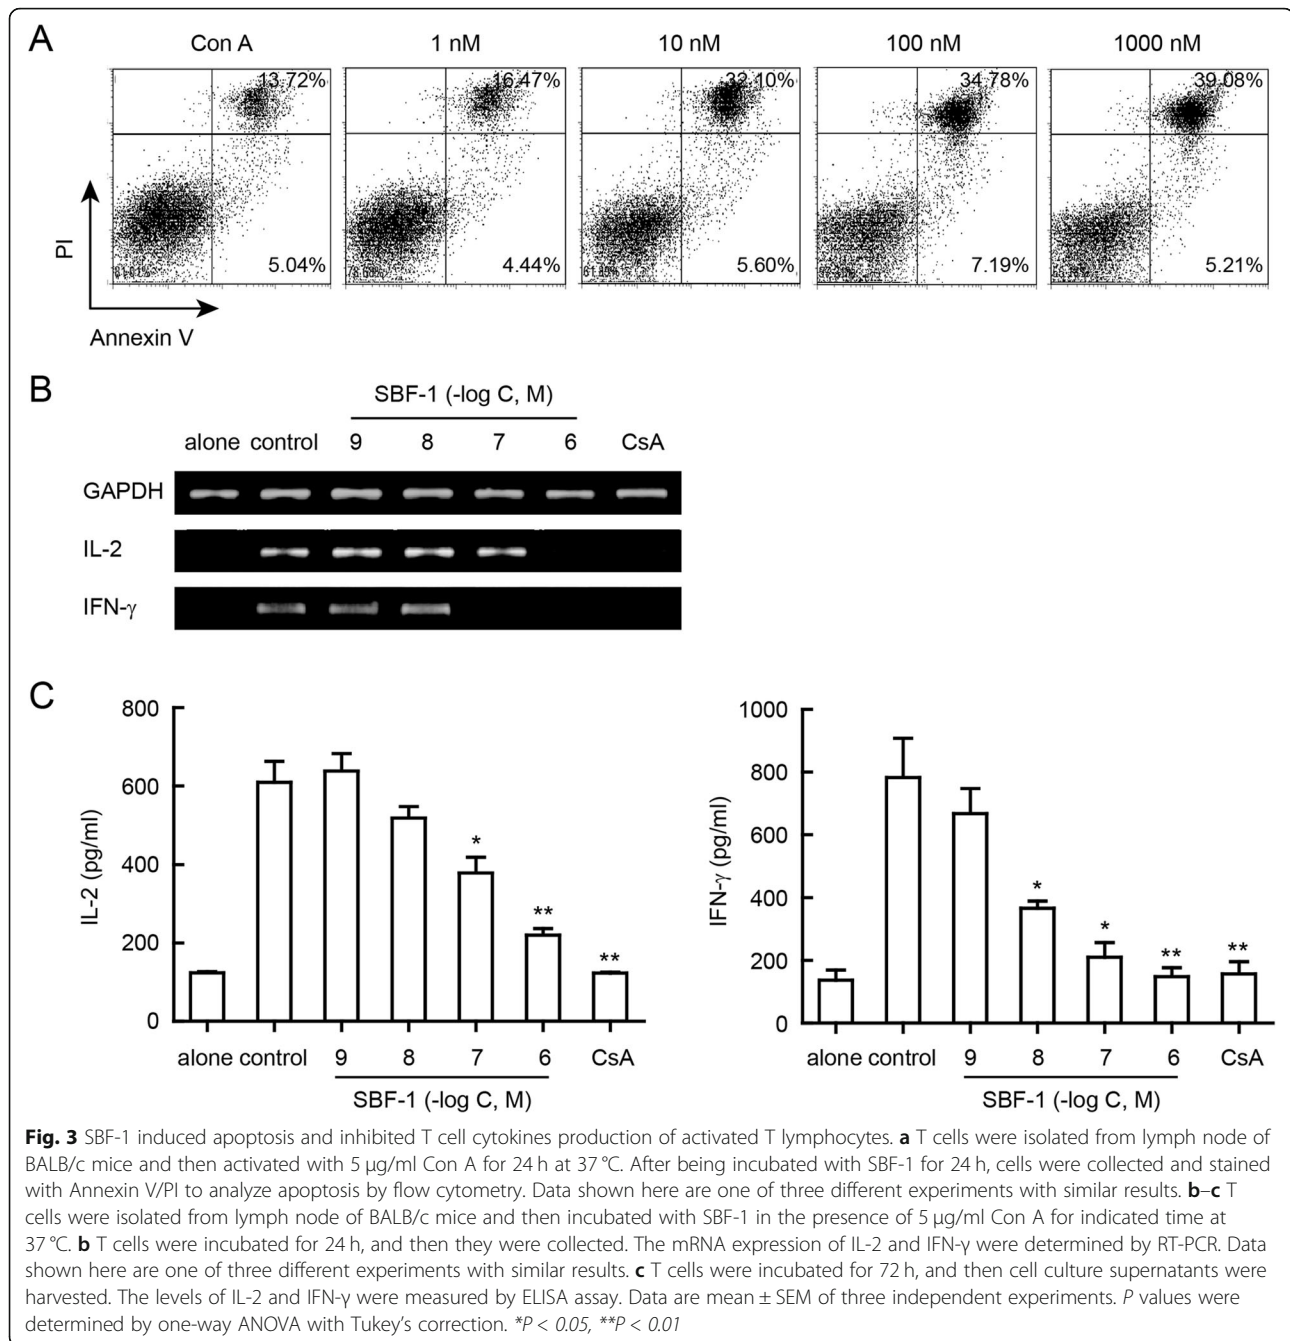 A
Con A 1 nM 10 nM 100 nM 1000 nM
13.72% 16.47% 32.10% 34.78% 39.08%
PI
5.04% 4.44% 5.60% 7.19% 5.21%
Annexin V
B
SBF-1 (-log C, M)
alone control 9 8 7 6 CsA
GAPDH
IL-2
IFN-γ
C
800
600
400
200
0
IL-2 (pg/ml)
*
**
**
alone control 9 8 7 6 CsA
SBF-1 (-log C, M)
1000
800
600
400
200
0
IFN-γ (pg/ml)
*
*
**
**
alone control 9 8 7 6 CsA
SBF-1 (-log C, M)
Fig. 3 SBF-1 induced apoptosis and inhibited T cell cytokines production of activated T lymphocytes. a T cells were isolated from lymph node of
BALB/c mice and then activated with 5 μg/ml Con A for 24 h at 37 °C. After being incubated with SBF-1 for 24 h, cells were collected and stained
with Annexin V/PI to analyze apoptosis by flow cytometry. Data shown here are one of three different experiments with similar results. b–c T
cells were isolated from lymph node of BALB/c mice and then incubated with SBF-1 in the presence of 5 μg/ml Con A for indicated time at
37 °C. b T cells were incubated for 24 h, and then they were collected. The mRNA expression of IL-2 and IFN-γ were determined by RT-PCR. Data
shown here are one of three different experiments with similar results. c T cells were incubated for 72 h, and then cell culture supernatants were
harvested. The levels of IL-2 and IFN-γ were measured by ELISA assay. Data are mean ± SEM of three independent experiments. P values were
determined by one-way ANOVA with Tukey's correction. *P < 0.05, **P < 0.01